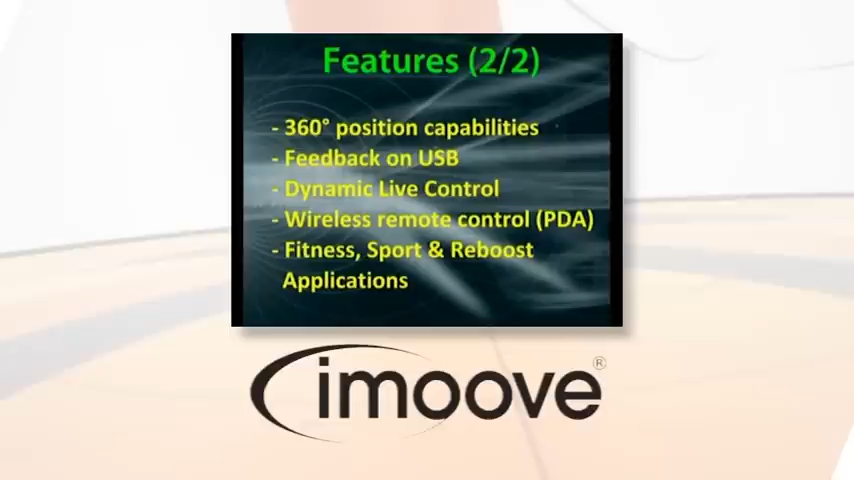 Features (2/2)
- 360° position capabilities
- Feedback on USB
- Dynamic Live Control
- Wireless remote control (PDA)
- Fitness, Sport & Reboost
Applications
imoove®